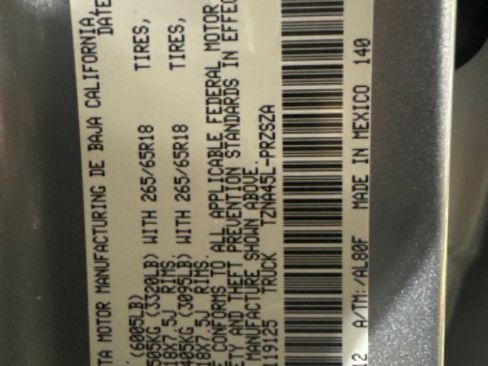 TA MOTOR MANUFACTURING DE BAJA CALIFORNIA
DATE
(6005LB)
505KG (3320LB) WITH 265/65R18 TIRES,
18X7.5J RIMS,
405KG (3095LB) WITH 265/65R18 TIRES,
18X7.5J RIMS.
CONFORMS TO ALL APPLICABLE FEDERAL MOTOR
ETY AND THEFT PREVENTION STANDARDS IN EFFEC
MANUFACTURE SHOWN ABOVE.
119125 TRUCK TZNA45L-PRZSZA
12 A/TM:/AL80F MADE IN MEXICO 140